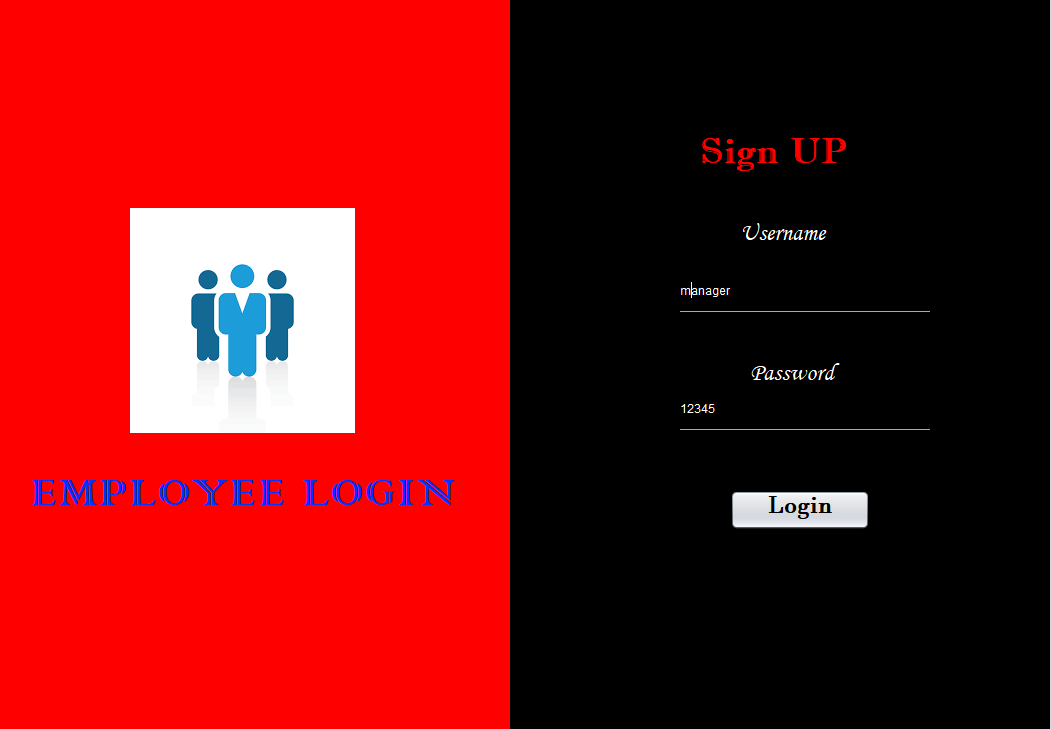 EMPLOYEE LOGIN
Sign UP
Username
manager
Password
12345
Login